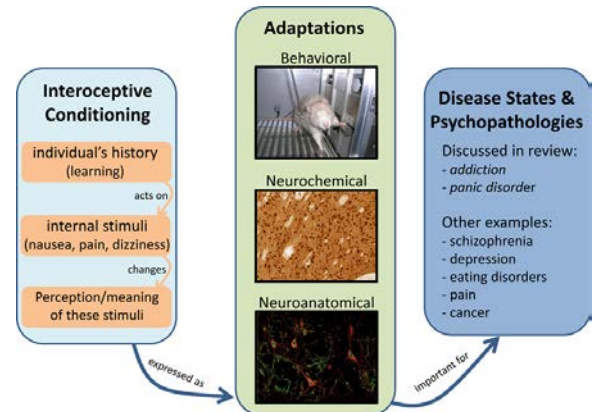 Interoceptive
Conditioning
individual's history
(learning)
acts on
internal stimuli
(nausea, pain, dizziness)
changes
Perception/meaning
of these stimuli
expressed as
Adaptations
Behavioral
Neurochemical
Neuroanatomical
important for
Disease States &
Psychopathologies
Discussed in review:
- addiction
- panic disorder
Other examples:
- schizophrenia
- depression
- eating disorders
- pain
- cancer